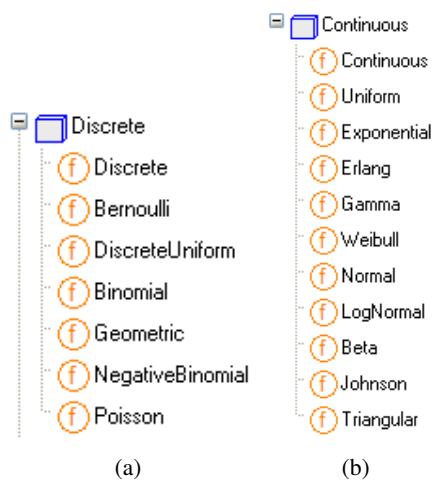 Discrete
f Discrete
f Bernoulli
f DiscreteUniform
f Binomial
f Geometric
f NegativeBinomial
f Poisson
(a)
Continuous
f Continuous
f Uniform
f Exponential
f Erlang
f Gamma
f Weibull
f Normal
f LogNormal
f Beta
f Johnson
f Triangular
(b)